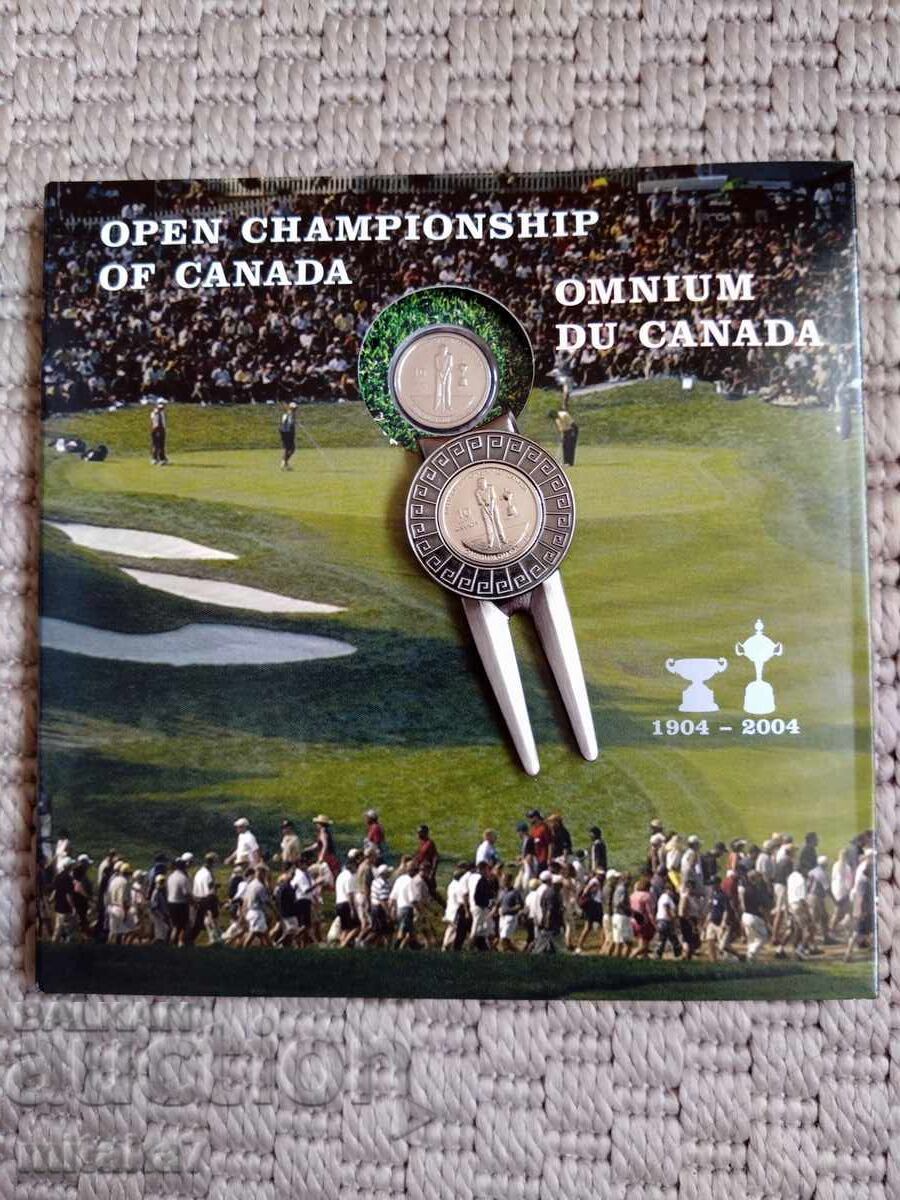 OPEN CHAMPIONSHIP
OF CANADA
OMNIUM
DU CANADA
1904 – 2004
BALKAN
auction